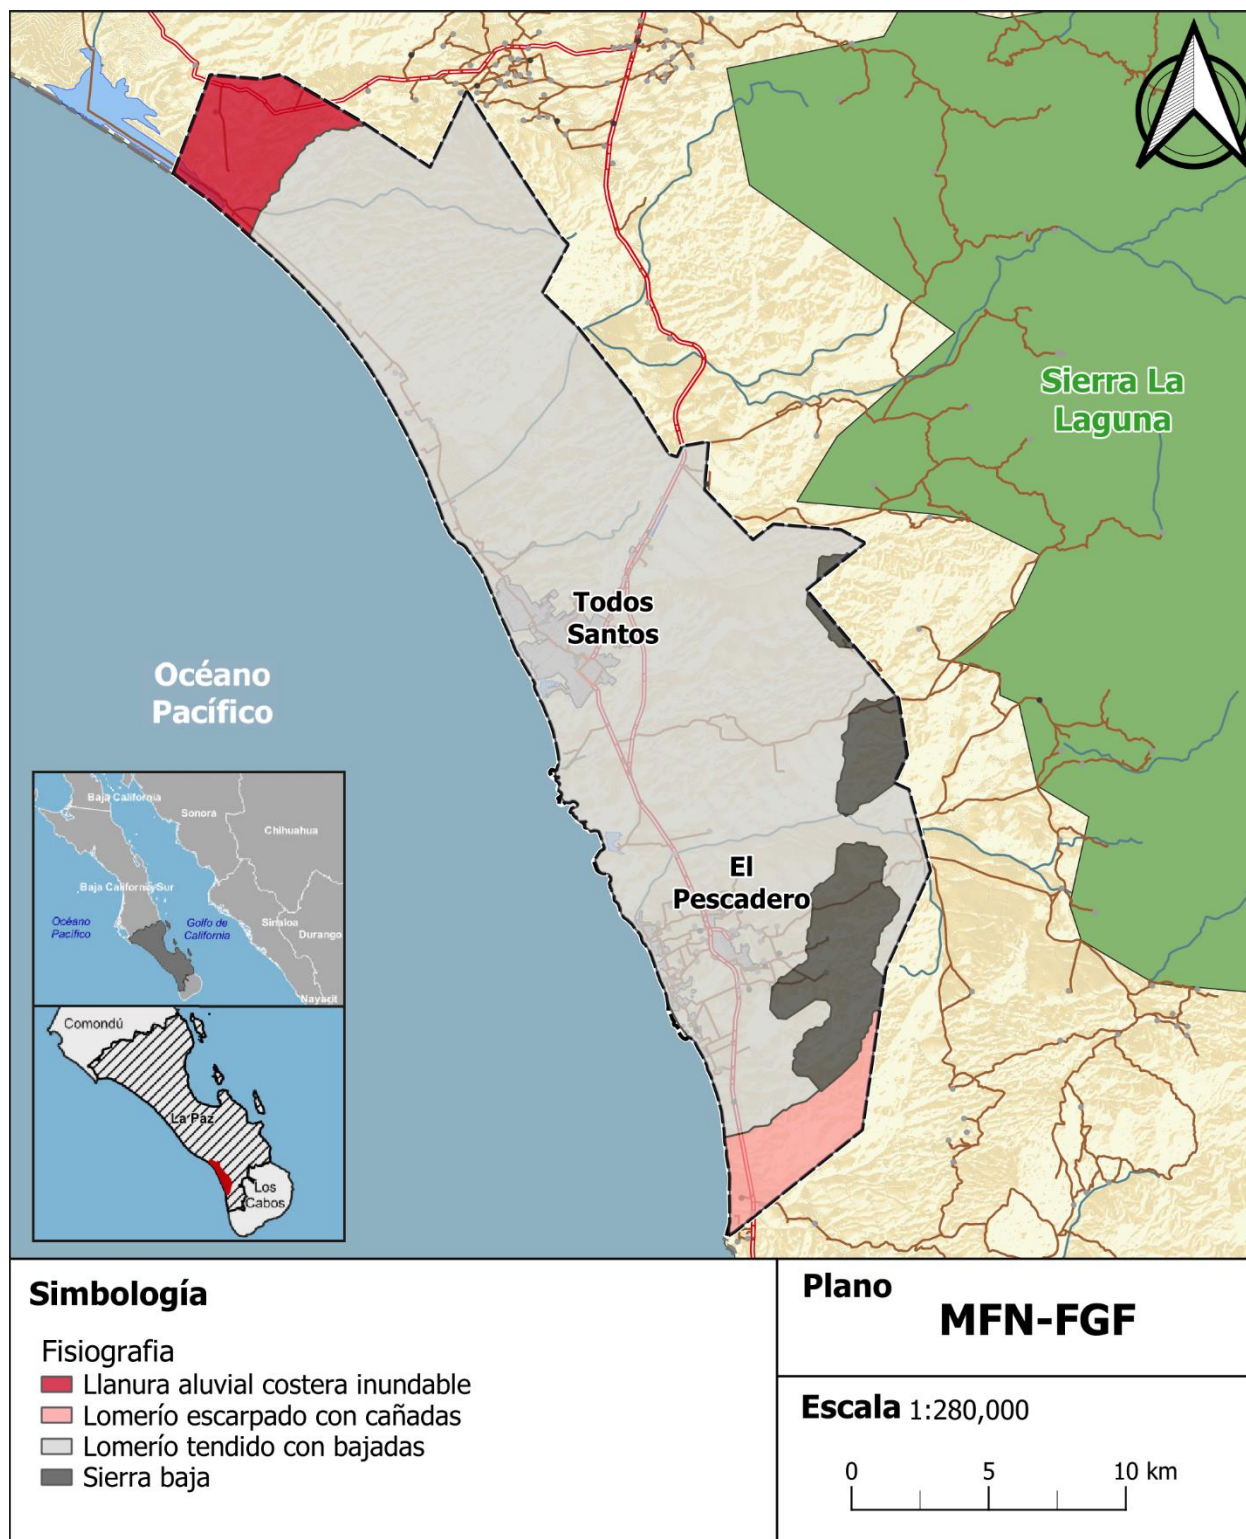 Sierra La
Laguna
Todos
Santos
Océano
Pacífico
El
Pescadero
Baja California
Sonora
Chihuahua
Baja California Sur
Océano
Pacífico
Golfo de
California
Sinaloa
Durango
Nayarit
Comondú
La Paz
Los
Cabos
Simbología
Fisiografia
Llanura aluvial costera inundable
Lomerío escarpado con cañadas
Lomerío tendido con bajadas
Sierra baja
Plano
MFN-FGF
Escala 1:280,000
0 5 10 km